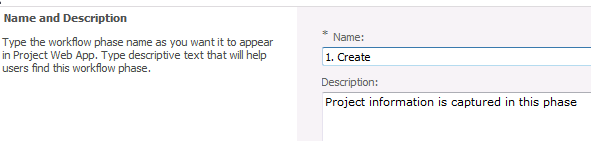 Name and Description
Type the workflow phase name as you want it to appear
in Project Web App. Type descriptive text that will help
users find this workflow phase.
* Name:
1. Create
Description:
Project information is captured in this phase